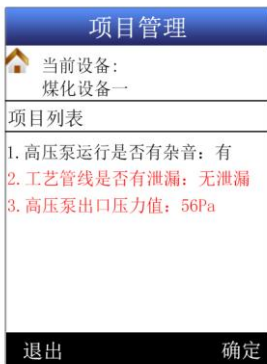 项目管理
当前设备:
煤化设备一
项目列表
1.高压泵运行是否有杂音: 有
2.工艺管线是否有泄漏: 无泄漏
3.高压泵出口压力值: 56Pa
退出 确定